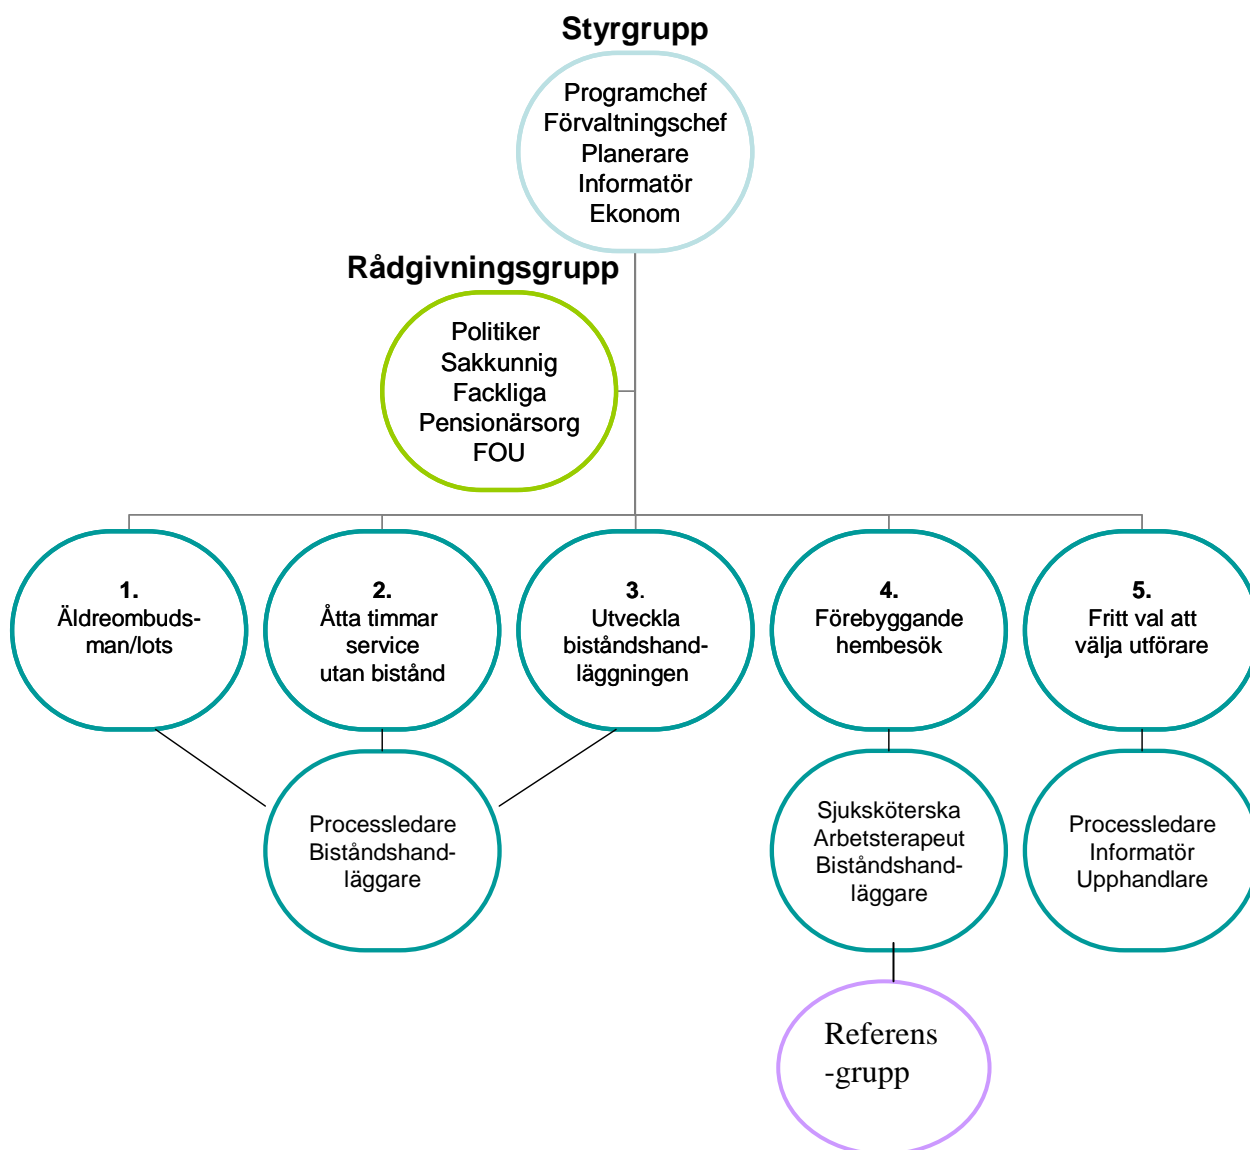 Styrgrupp
Programchef
Förvaltningschef
Planerare
Informatör
Ekonom
Rådgivningsgrupp
Politiker
Sakkunnig
Fackliga
Pensionärsorg
FOU
1.
Äldreombuds-
man/lots
2.
Åtta timmar
service
utan bistånd
3.
Utveckla
biståndshand-
läggningen
4.
Förebyggande
hembesök
5.
Fritt val att
välja utförare
Processledare
Biståndshand-
läggare
Sjuksköterska
Arbetsterapeut
Biståndshand-
läggare
Processledare
Informatör
Upphandlare
Referens
-grupp